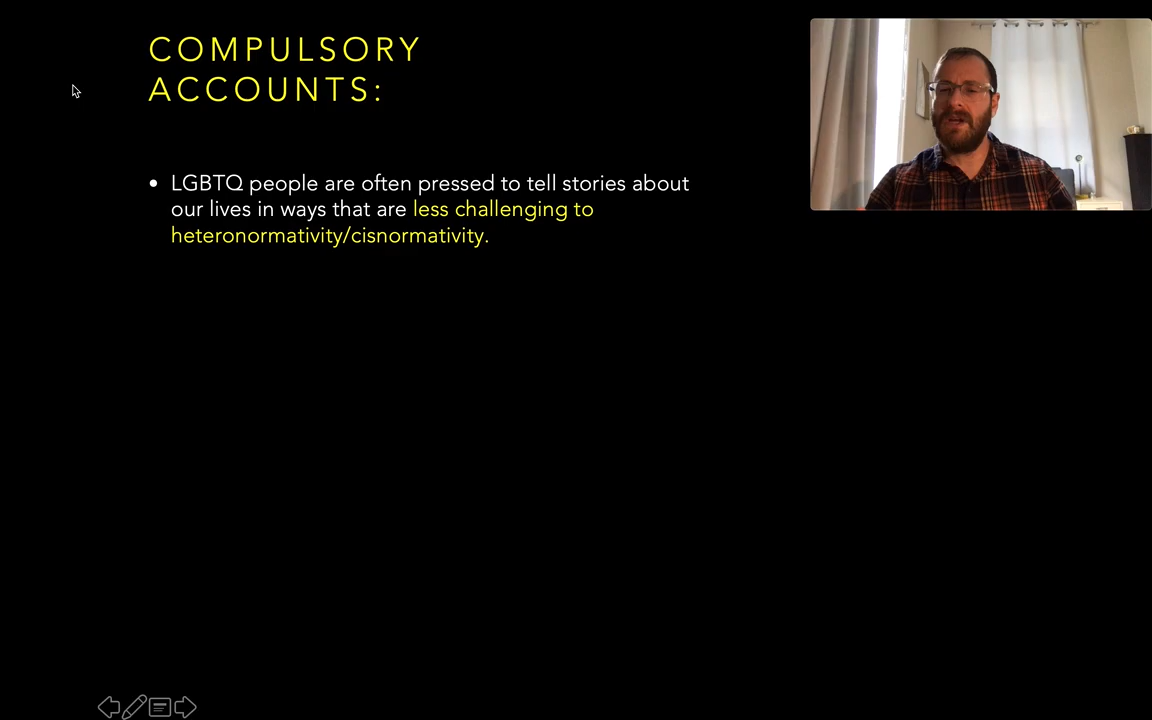 COMPULSORY
ACCOUNTS:
• LGBTQ people are often pressed to tell stories about
our lives in ways that are less challenging to
heteronormativity/cisnormativity.